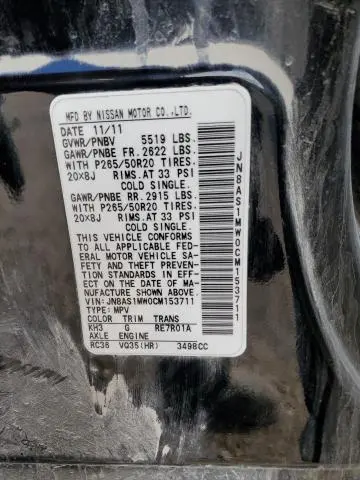 MFD BY NISSAN MOTOR CO.,LTD.
DATE 11/11
GVWR/PNBV 5519 LBS.
GAWR/PNBE FR. 2622 LBS.
WITH P265/50R20 TIRES.
20X8J RIMS.AT 33 PSI
COLD SINGLE.
GAWR/PNBE RR. 2915 LBS.
WITH P265/50R20 TIRES.
20X8J RIMS.AT 33 PSI
COLD SINGLE.
THIS VEHICLE CONFORMS
TO ALL APPLICABLE FED-
ERAL MOTOR VEHICLE SA-
FETY AND THEFT PREVEN-
TION STANDARDS IN EFF-
ECT ON THE DATE OF MA-
NUFACTURE SHOWN ABOVE.
VIN: JN8AS1MW0CM153711
TYPE: MPV
COLOR TRIM TRANS
KH3 G RE7R01A
AXLE ENGINE
RC36 VQ35(HR) 3498CC
JN8AS1MW0CM153711